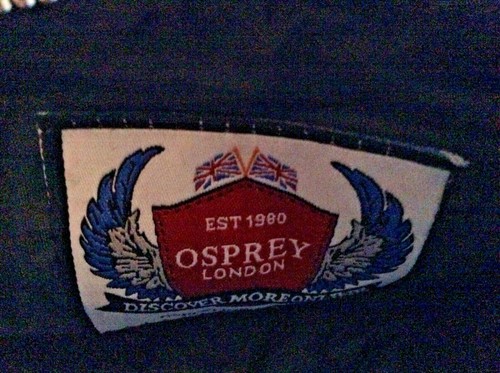 EST 1980
OSPREY
LONDON
DISCOVER MORE